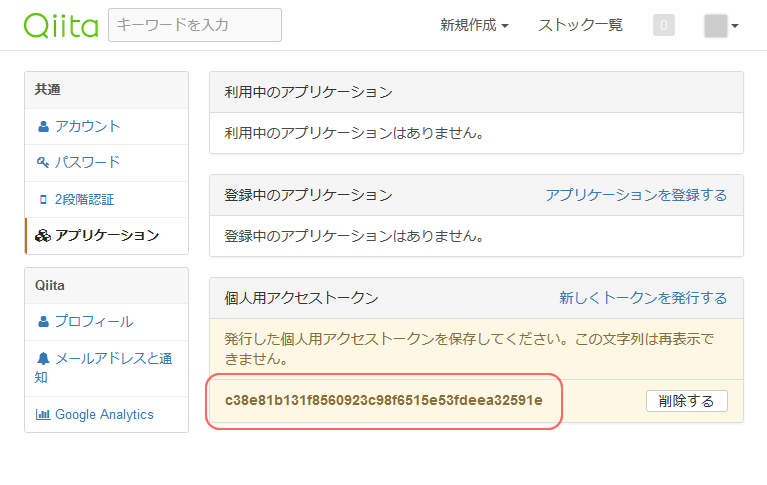 Qiita
キーワードを入力
新規作成
ストック一覧
0
共通
アカウント
パスワード
2段階認証
アプリケーション
Qiita
プロフィール
メールアドレスと通
知
Google Analytics
利用中のアプリケーション
利用中のアプリケーションはありません。
登録中のアプリケーション
アプリケーションを登録する
登録中のアプリケーションはありません。
個人用アクセストークン
新しくトークンを発行する
発行した個人用アクセストークンを保存してください。この文字列は再表示で
きません。
c38e81b131f8560923c98f6515e53fdeea32591e
削除する